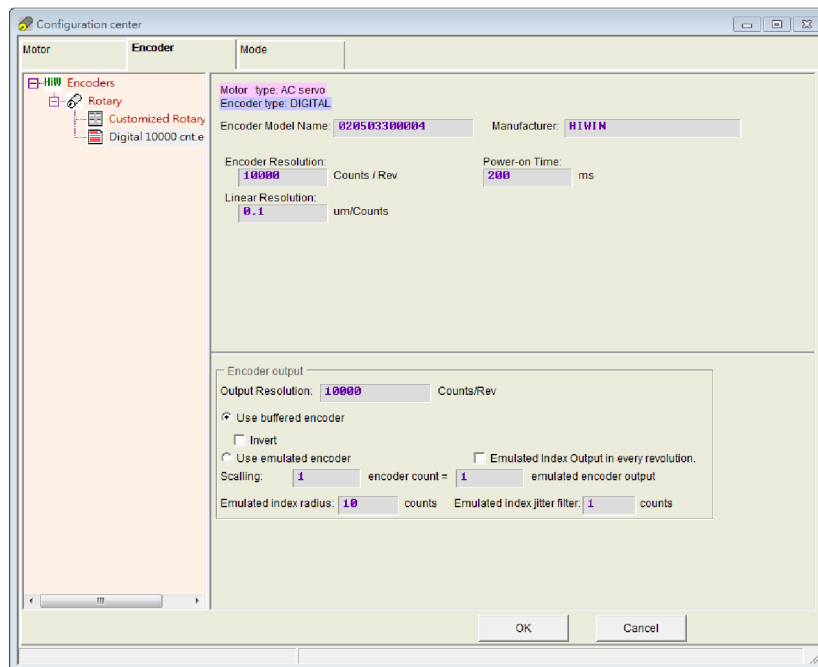 Configuration center
Motor Encoder Mode
HiW Encoders
Rotary
Customized Rotary
Digital 10000 cnt.e
Motor type: AC servo
Encoder type: DIGITAL
Encoder Model Name: 020503300004 Manufacturer: HIWIN
Encoder Resolution: Power-on Time:
10000 Counts / Rev 200 ms
Linear Resolution:
0.1 um/Counts
Encoder output
Output Resolution: 10000 Counts/Rev
Use buffered encoder
Invert
Use emulated encoder Emulated Index Output in every revolution.
Scalling: 1 encoder count = 1 emulated encoder output
Emulated index radius: 10 counts Emulated index jitter filter: 1 counts
OK Cancel